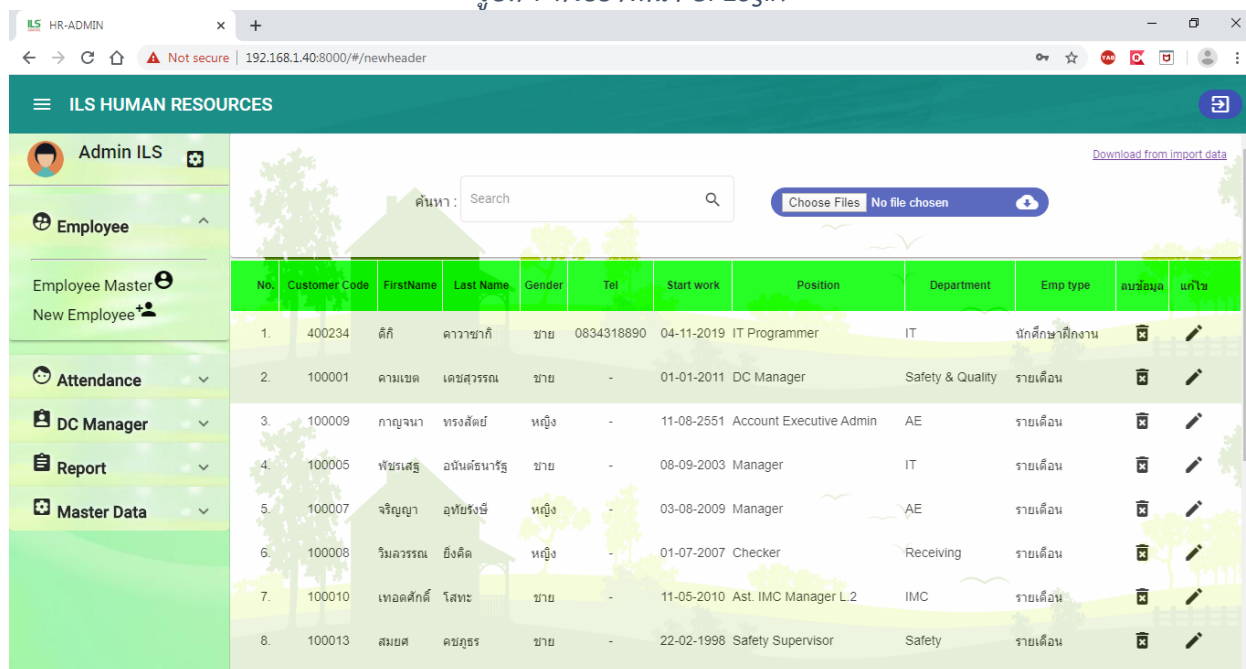 HR-ADMIN
Not secure 192.168.1.40:8000/#/newheader
ILS HUMAN RESOURCES
Admin ILS
Employee
Employee Master
New Employee
Attendance
DC Manager
Report
Master Data
Download from import data
ค้นหา : Search
Choose Files No file chosen
No. Customer Code FirstName Last Name Gender Tel Start work Position Department Emp type ลบข้อมูล แก้ไข
1. 400234 ดิกิ คาวาซากิ ชาย 0834318890 04-11-2019 IT Programmer IT นักศึกษาฝึกงาน
2. 100001 คามเขต เดชสุวรรณ ชาย - 01-01-2011 DC Manager Safety & Quality รายเดือน
3. 100009 กาญจนา ทรงสัตย์ หญิง - 11-08-2551 Account Executive Admin AE รายเดือน
4. 100005 พัชรเสฐ อนันต์ธนารัฐ ชาย - 08-09-2003 Manager IT รายเดือน
5. 100007 จริญญา อุทัยรังษี หญิง - 03-08-2009 Manager AE รายเดือน
6. 100008 วิมลวรรณ ยิ่งคิด หญิง - 01-07-2007 Checker Receiving รายเดือน
7. 100010 เทอดศักดิ์ โสทะ ชาย - 11-05-2010 Ast. IMC Manager L.2 IMC รายเดือน
8. 100013 สมยศ คชภูธร ชาย - 22-02-1998 Safety Supervisor Safety รายเดือน